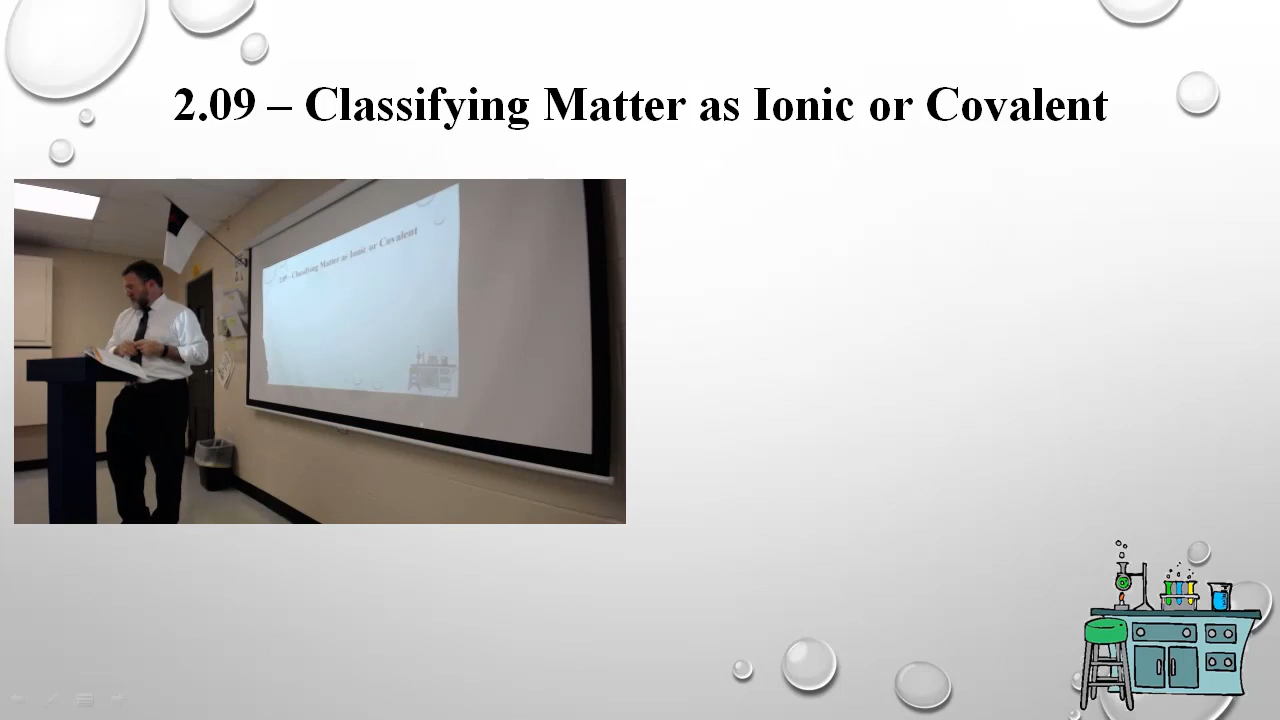 2.09 – Classifying Matter as Ionic or Covalent
2.09 – Classifying Matter as Ionic or Covalent